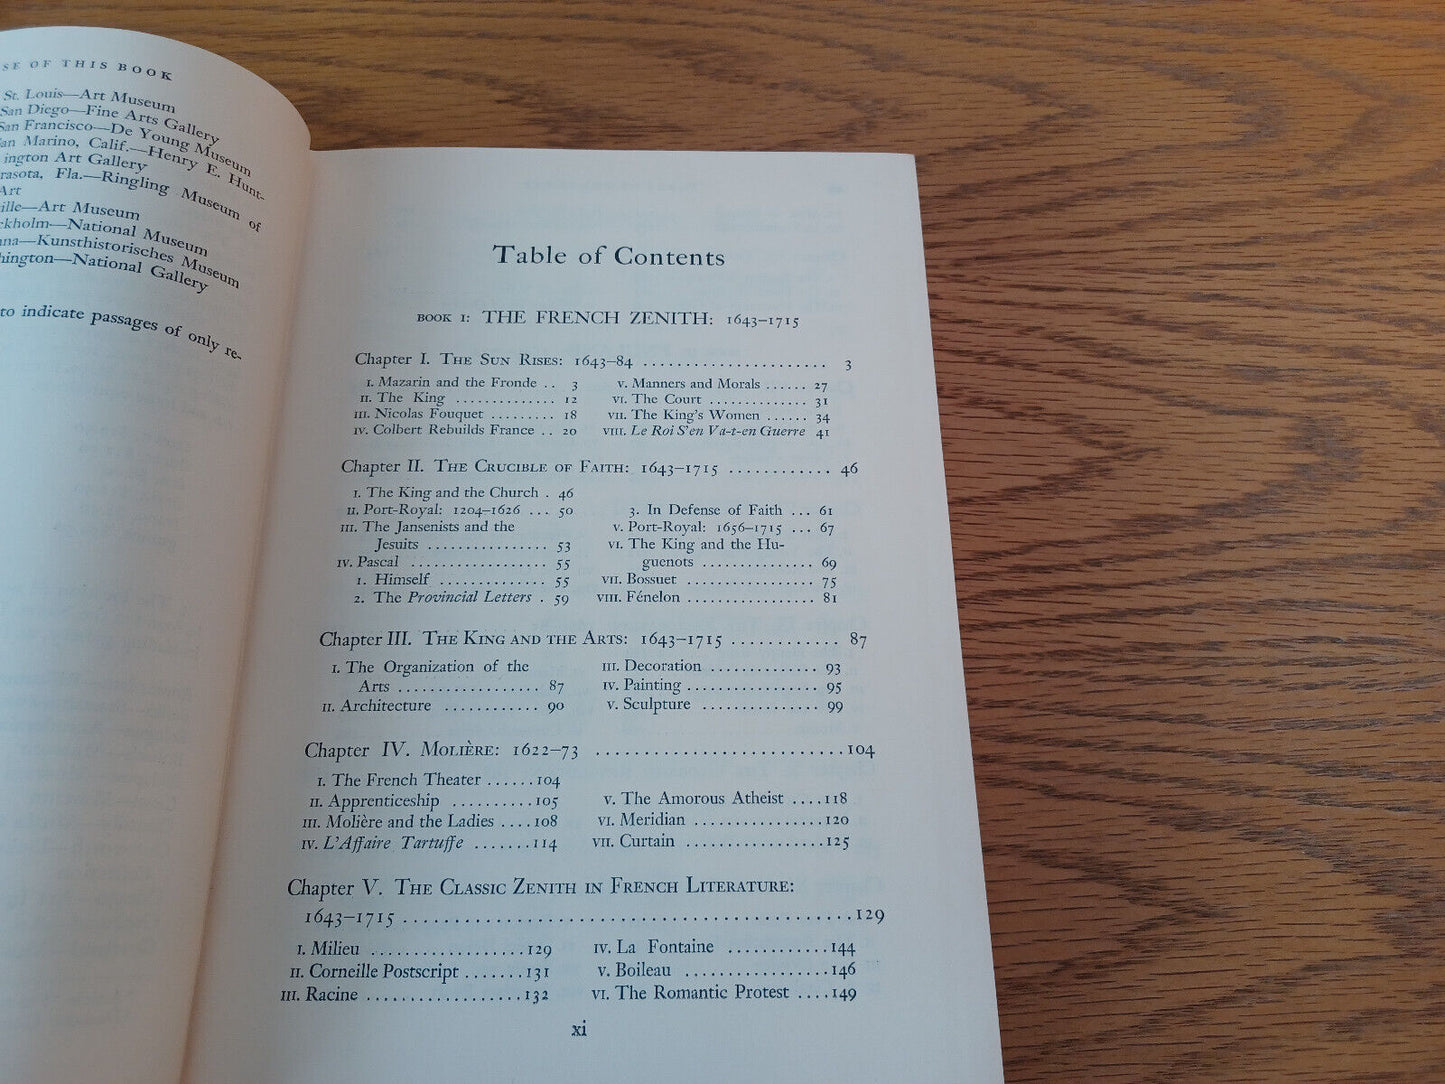 SE OF THIS BOOK
St. Louis—Art Museum
San Diego—Fine Arts Gallery
San Francisco—De Young Museum
an Marino, Calif.—Henry E. Hunt-
ington Art Gallery
rasota, Fla.—Ringling Museum of
Art
ille—Art Museum
ckholm—National Museum
nna—Kunsthistorisches Museum
hington—National Gallery
to indicate passages of only re-
Table of Contents
BOOK I: THE FRENCH ZENITH: 1643–1715
Chapter I. THE SUN RISES: 1643–84 ...................... 3
I. Mazarin and the Fronde .. 3
II. The King ............. 12
III. Nicolas Fouquet ......... 18
IV. Colbert Rebuilds France .. 20
V. Manners and Morals ...... 27
VI. The Court ............. 31
VII. The King's Women ...... 34
VIII. Le Roi S'en Va-t-en Guerre 41
Chapter II. THE CRUCIBLE OF FAITH: 1643–1715 ............ 46
I. The King and the Church . 46
II. Port-Royal: 1204–1626 ... 50
III. The Jansenists and the
Jesuits ................ 53
IV. Pascal ................. 55
1. Himself .............. 55
2. The Provincial Letters . 59
3. In Defense of Faith ... 61
V. Port-Royal: 1656–1715 ... 67
VI. The King and the Hu-
guenots ............... 69
VII. Bossuet ................ 75
VIII. Fénelon ................ 81
Chapter III. THE KING AND THE ARTS: 1643–1715 ............ 87
I. The Organization of the
Arts .................. 87
II. Architecture ............ 90
III. Decoration ............. 93
IV. Painting ................ 95
V. Sculpture .............. 99
Chapter IV. MOLIÈRE: 1622–73 ............................104
I. The French Theater ......104
II. Apprenticeship ..........105
III. Molière and the Ladies ....108
IV. L'Affaire Tartuffe .......114
V. The Amorous Atheist ....118
VI. Meridian ................120
VII. Curtain .................125
Chapter V. THE CLASSIC ZENITH IN FRENCH LITERATURE:
1643–1715 ............................................129
I. Milieu ..................129
II. Corneille Postscript .......131
III. Racine ..................132
IV. La Fontaine ............144
V. Boileau .................146
VI. The Romantic Protest ....149
xi